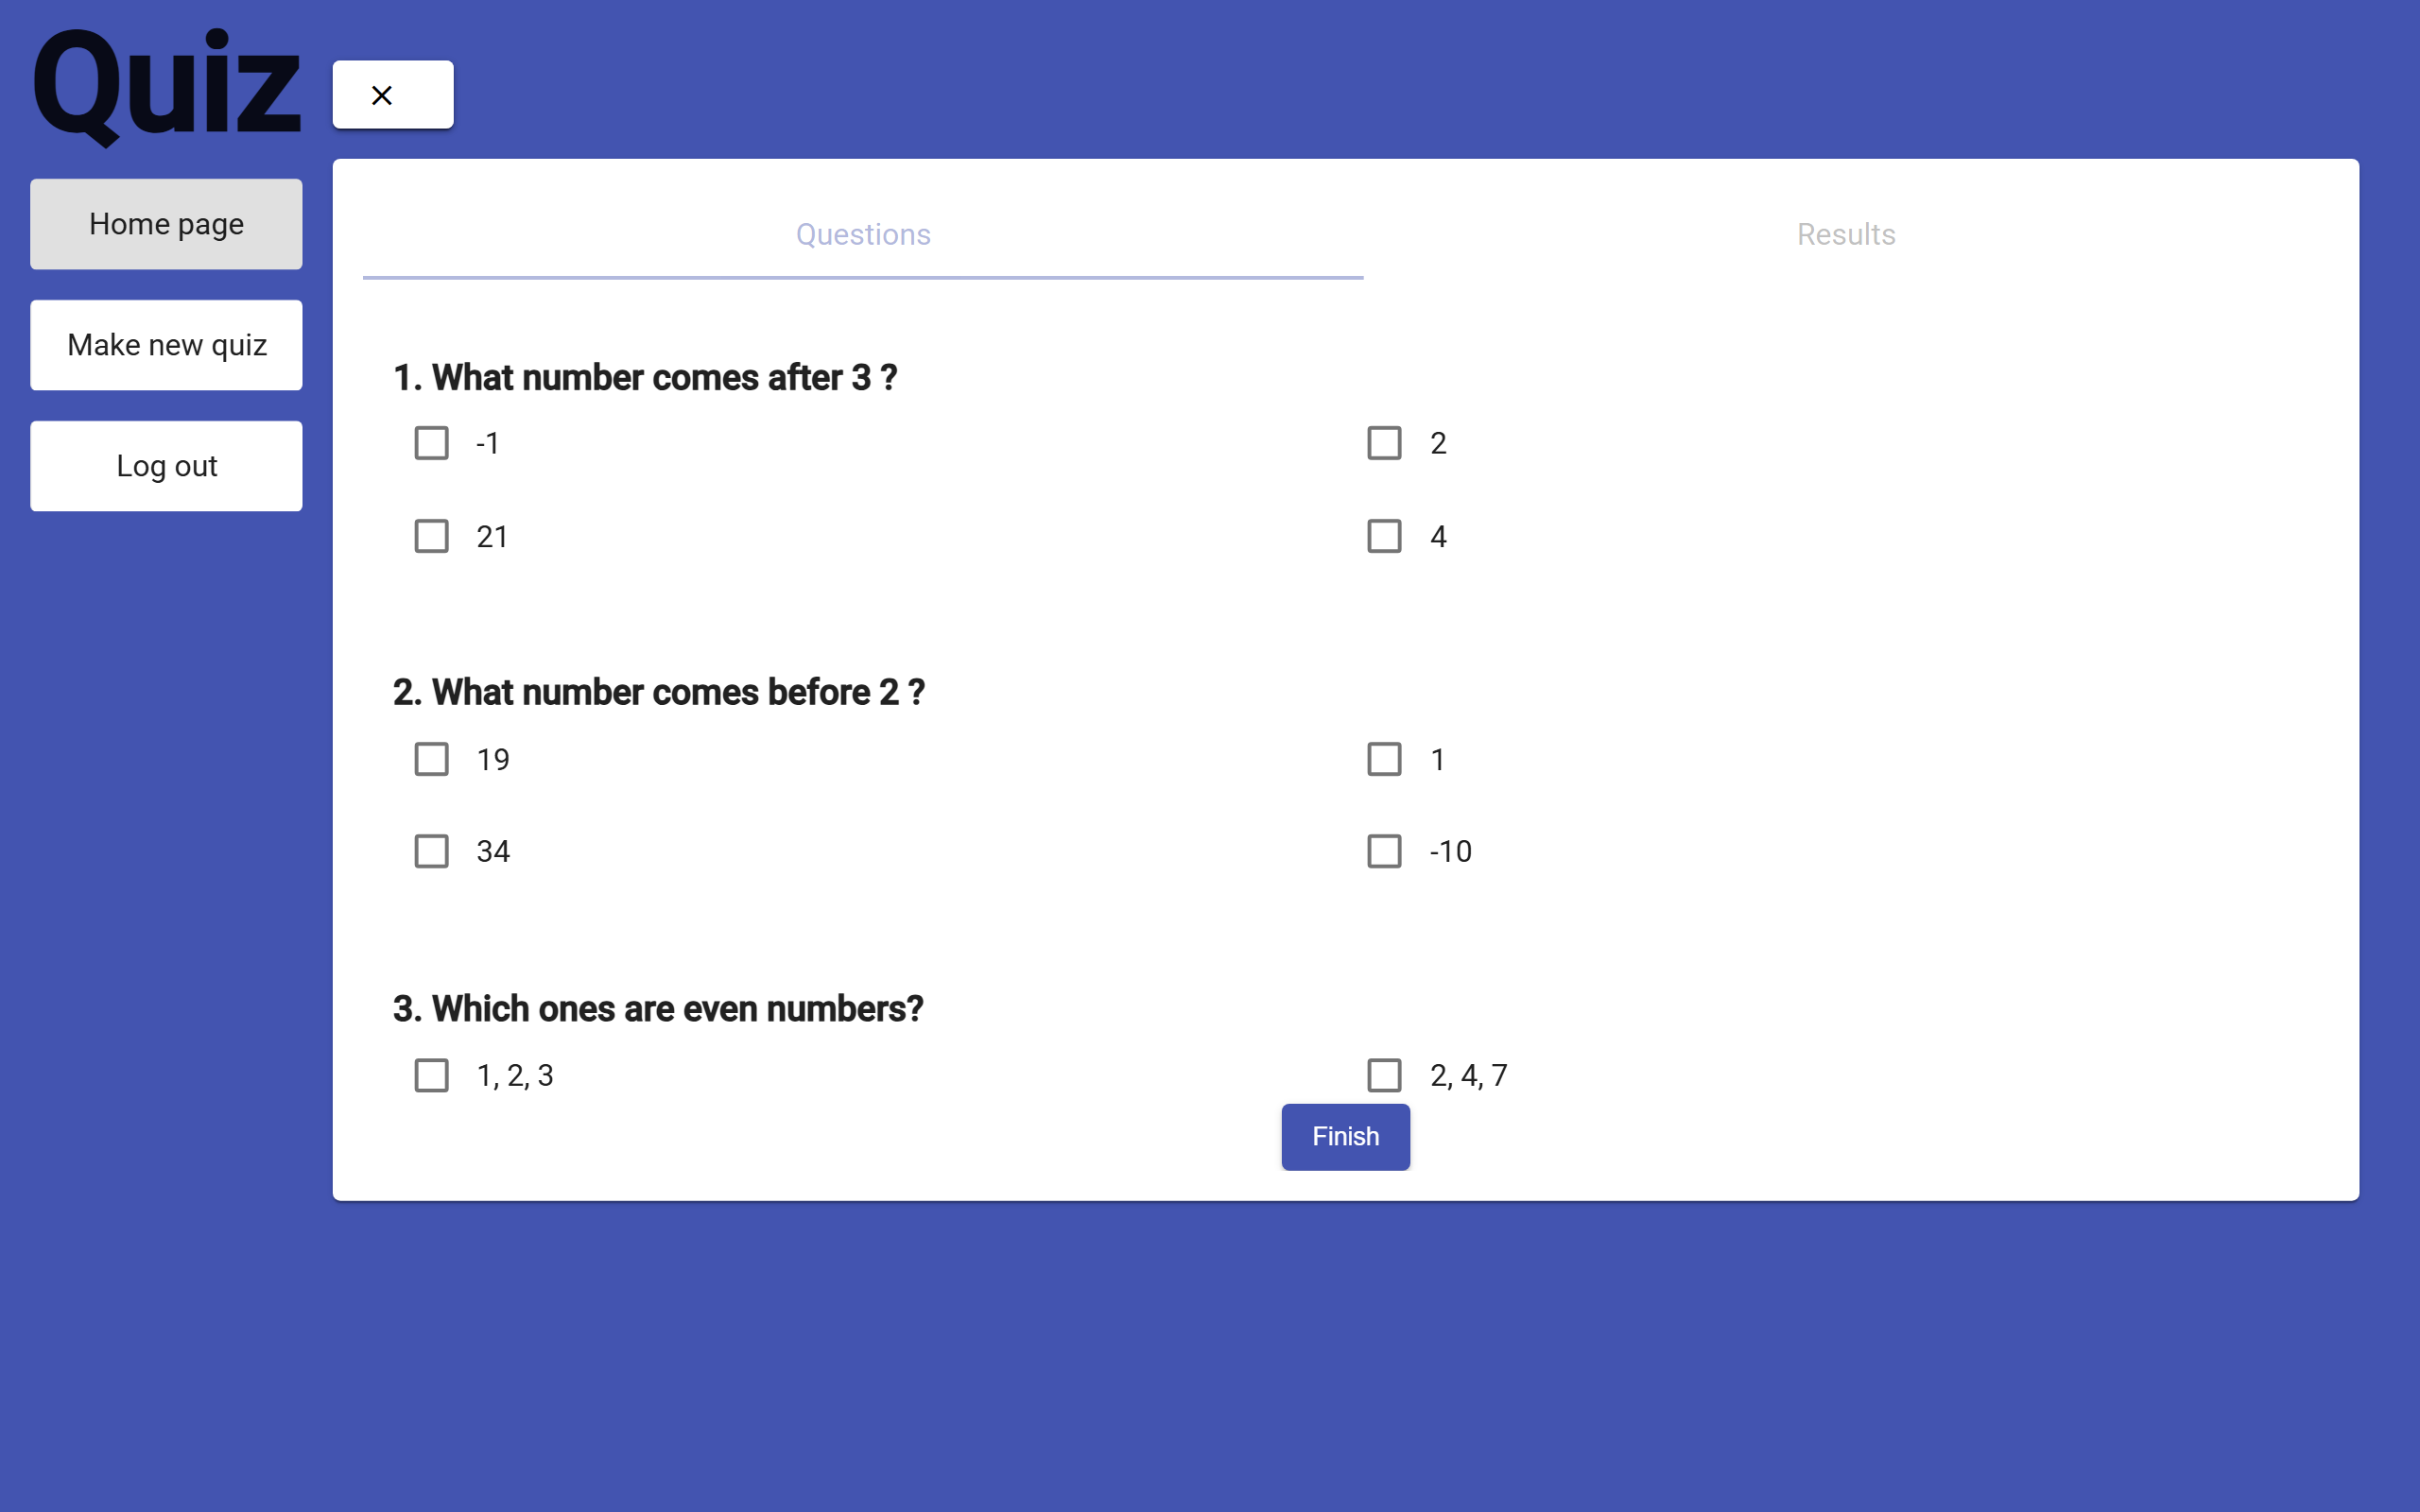 Quiz
Home page
Make new quiz
Log out
Questions
Results
1. What number comes after 3 ?
-1
2
21
4
2. What number comes before 2 ?
19
1
34
-10
3. Which ones are even numbers?
1, 2, 3
2, 4, 7
Finish